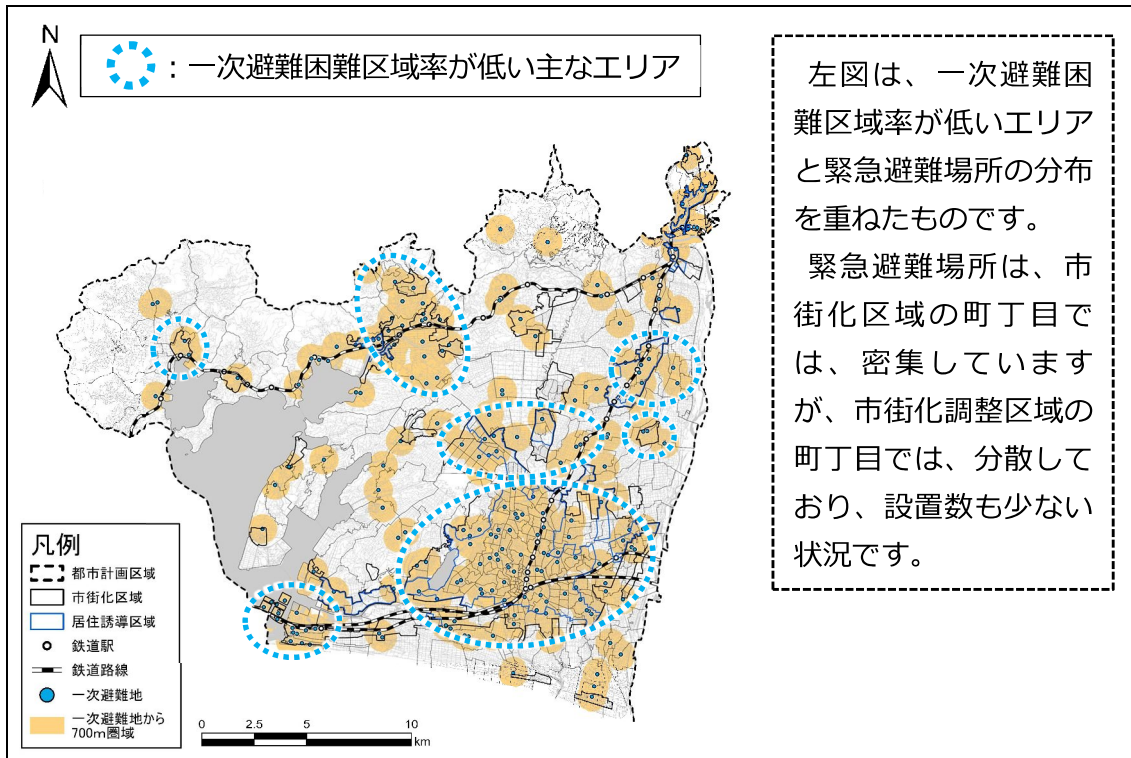 N
：一次避難困難区域率が低い主なエリア
左図は、一次避難困
難区域率が低いエリア
と緊急避難場所の分布
を重ねたものです。
緊急避難場所は、市
街化区域の町丁目で
は、密集しています
が、市街化調整区域の
町丁目では、分散して
おり、設置数も少ない
状況です。
凡例
都市計画区域
市街化区域
居住誘導区域
鉄道駅
鉄道路線
一次避難地
一次避難地から
700m圏域
0 2.5 5 10
km